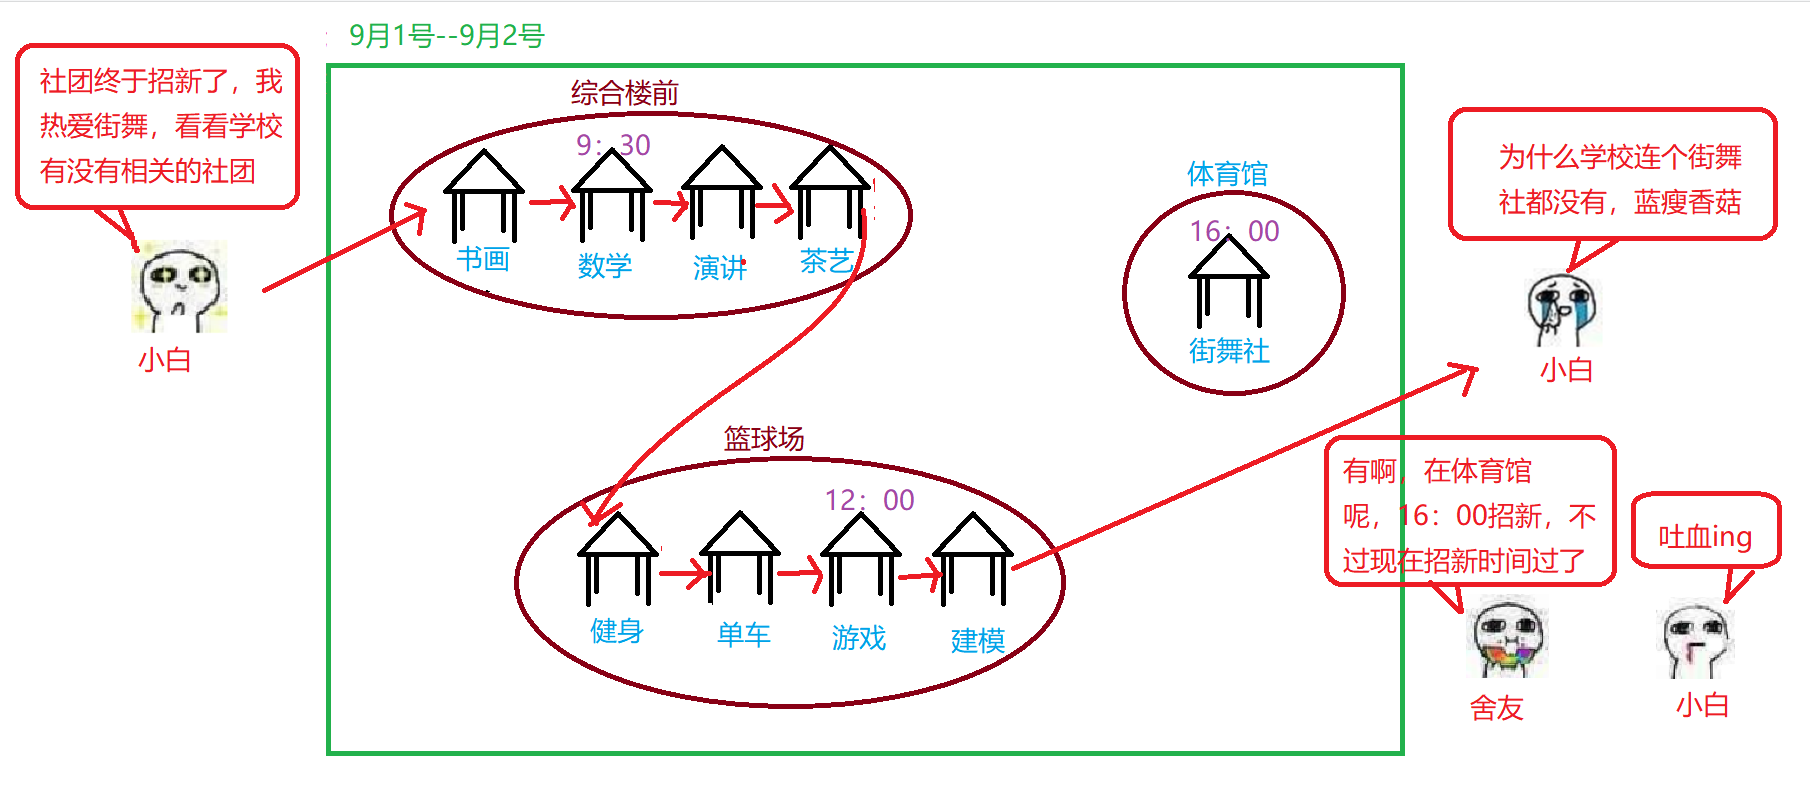 9月1号--9月2号
社团终于招新了，我
热爱街舞，看看学校
有没有相关的社团
小白
综合楼前
9：30
书画
数学
演讲
茶艺
体育馆
16：00
街舞社
篮球场
12：00
健身
单车
游戏
建模
为什么学校连个街舞
社都没有，蓝瘦香菇
小白
有啊，在体育馆
呢，16：00招新，不
过现在招新时间过了
舍友
吐血ing
小白